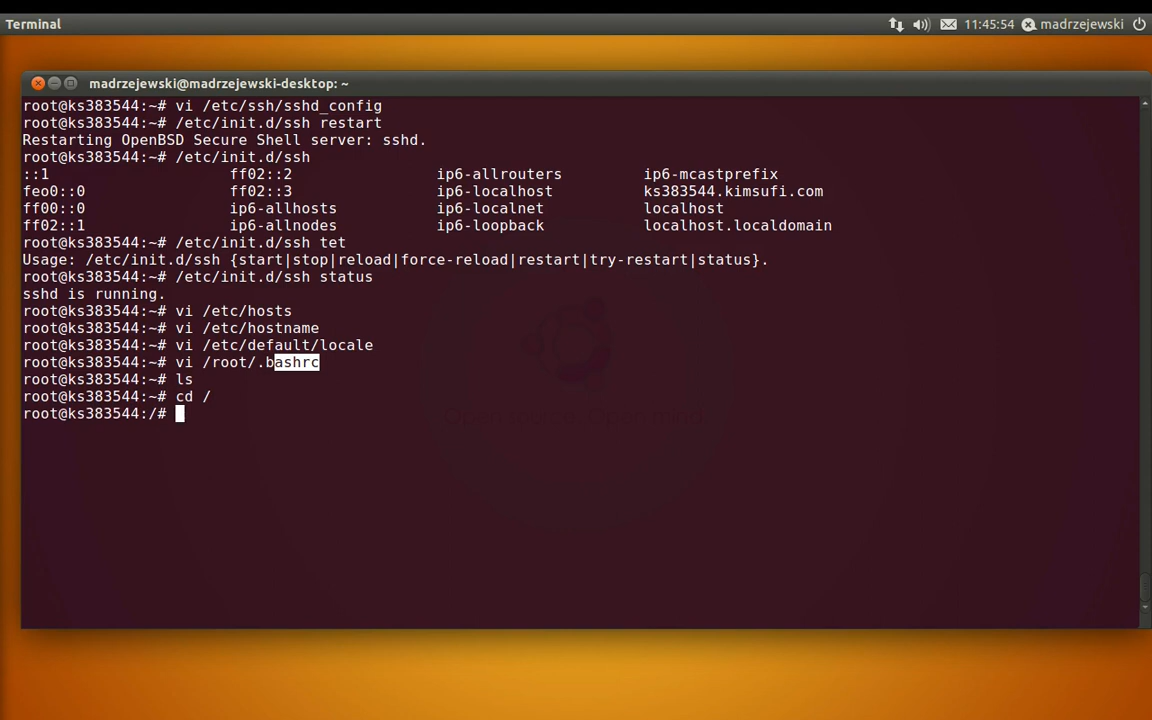 Terminal
11:45:54 madrzejewski
madrzejewski@madrzejewski-desktop: ~
root@ks383544:~# vi /etc/ssh/sshd_config
root@ks383544:~# /etc/init.d/ssh restart
Restarting OpenBSD Secure Shell server: sshd.
root@ks383544:~# /etc/init.d/ssh
::1 ff02::2 ip6-allrouters ip6-mcastprefix
feo0::0 ff02::3 ip6-localhost ks383544.kimsufi.com
ff00::0 ip6-allhosts ip6-localnet localhost
ff02::1 ip6-allnodes ip6-loopback localhost.localdomain
root@ks383544:~# /etc/init.d/ssh tet
Usage: /etc/init.d/ssh {start|stop|reload|force-reload|restart|try-restart|status}.
root@ks383544:~# /etc/init.d/ssh status
sshd is running.
root@ks383544:~# vi /etc/hosts
root@ks383544:~# vi /etc/hostname
root@ks383544:~# vi /etc/default/locale
root@ks383544:~# vi /root/.bashrc
root@ks383544:~# ls
root@ks383544:~# cd /
root@ks383544:/#
Open source. Open mind